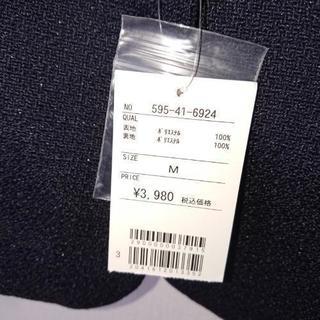 NO 595-41-6924
QUAL
表地 ポリエステル 100%
裏地 ポリエステル 100%
SIZE
M
PRICE
¥3,980 税込価格
3